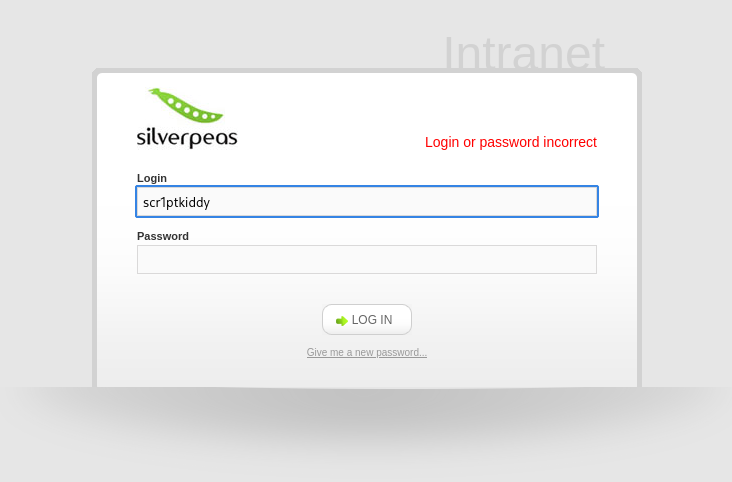 Intranet
silverpeas
Login or password incorrect
Login
scr1ptkiddy
Password
LOG IN
Give me a new password...